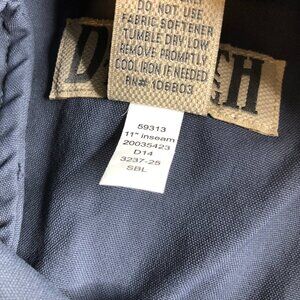 DO NOT USE
FABRIC SOFTENER
TUMBLE DRY LOW
REMOVE PROMPTLY
COOL IRON IF NEEDED
RN# 106803
59313
11" inseam
20035423
D14
3237-25
SBL